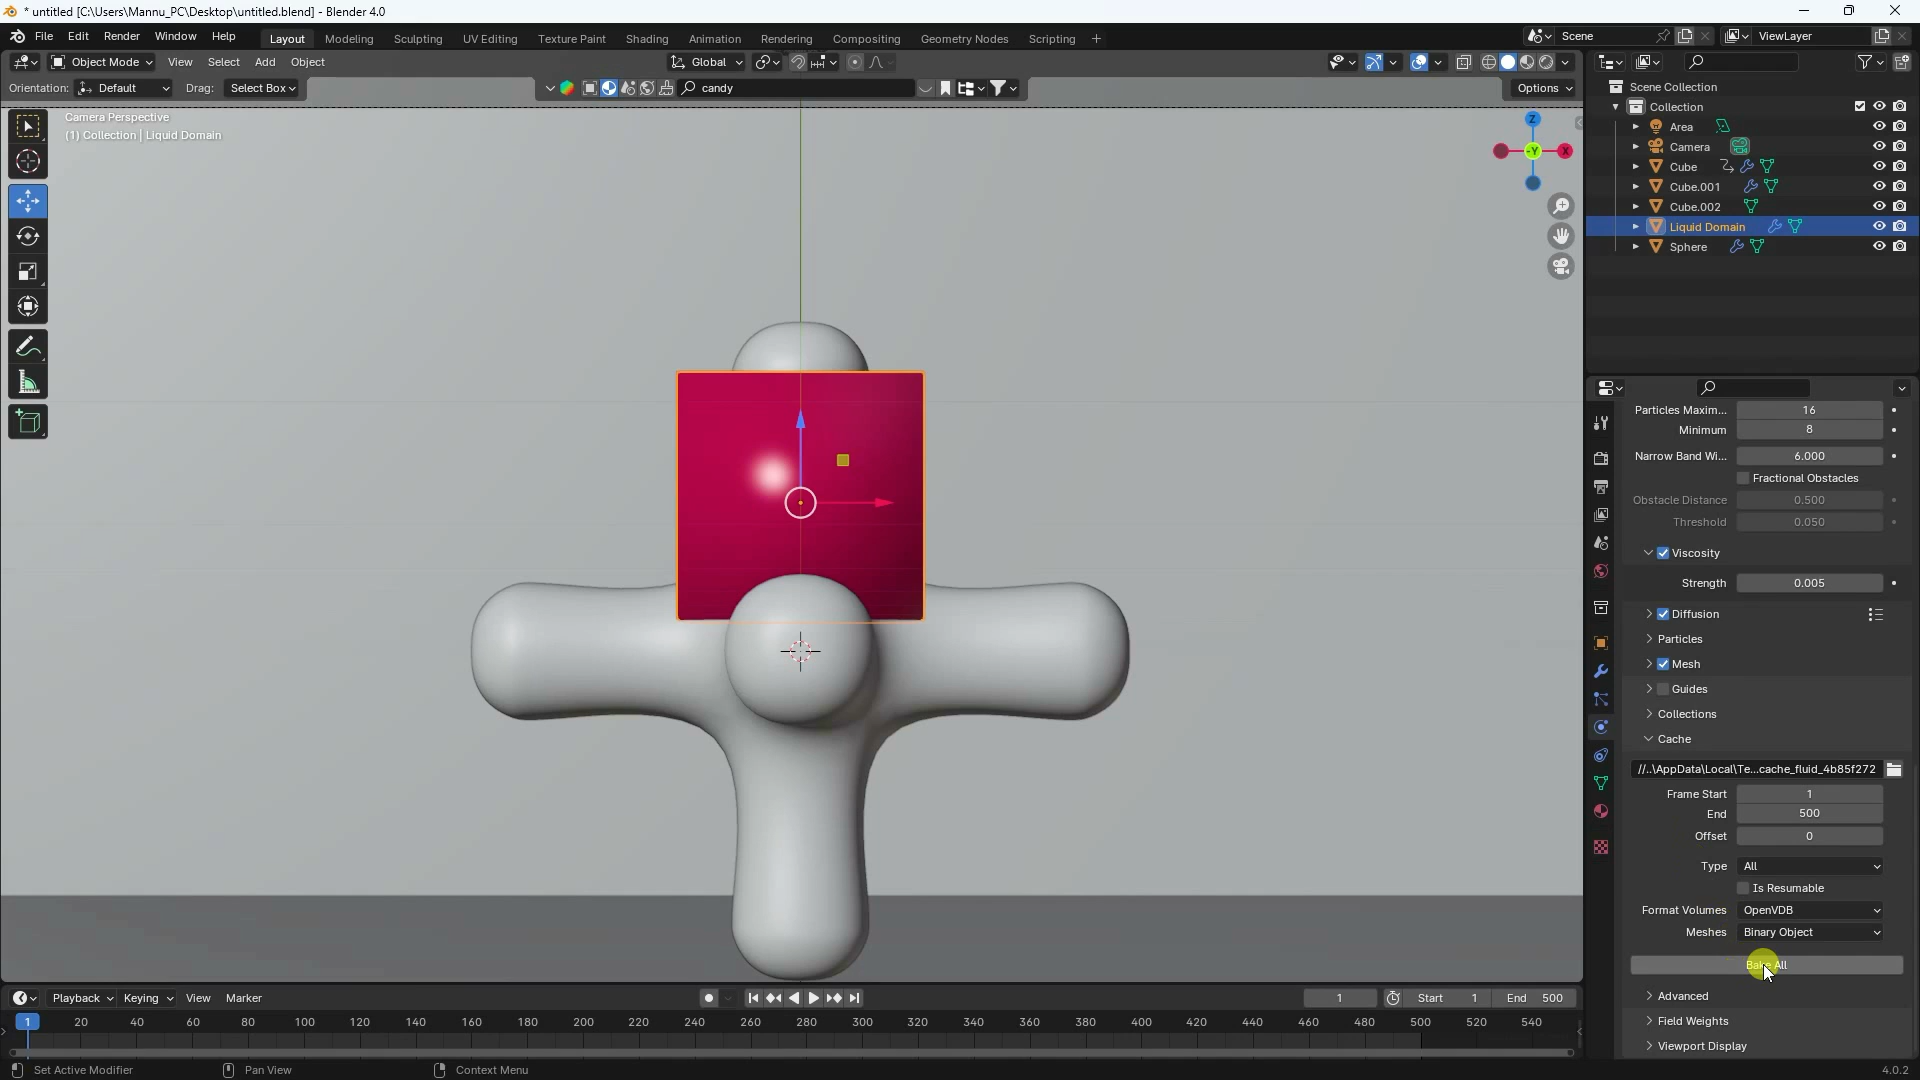 * untitled [C:\Users\Mannu_PC\Desktop\untitled.blend] - Blender 4.0
File Edit Render Window Help Layout Modeling Sculpting UV Editing Texture Paint Shading Animation Rendering Compositing Geometry Nodes Scripting + Scene ViewLayer
Object Mode View Select Add Object Global
Orientation: Default Drag: Select Box candy Options
Camera Perspective
(1) Collection | Liquid Domain
Z
-Y
X
Scene Collection
Collection
Area
Camera
Cube
Cube.001
Cube.002
Liquid Domain
Sphere
Particles Maxim... 16
Minimum 8
Narrow Band Wi... 6.000
Fractional Obstacles
Obstacle Distance 0.500
Threshold 0.050
Viscosity
Strength 0.005
Diffusion
Particles
Mesh
Guides
Collections
Cache
//..\AppData\Local\Te...cache_fluid_4b85f272
Frame Start 1
End 500
Offset 0
Type All
Is Resumable
Format Volumes OpenVDB
Meshes Binary Object
Bake All
Advanced
Field Weights
Viewport Display
Playback Keying View Marker 1 Start 1 End 500
1 20 40 60 80 100 120 140 160 180 200 220 240 260 280 300 320 340 360 380 400 420 440 460 480 500 520 540
Set Active Modifier Pan View Context Menu 4.0.2